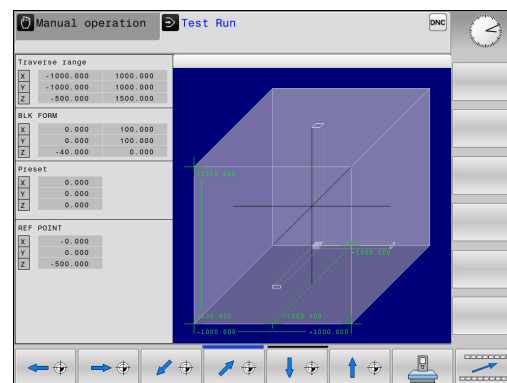 Manual operation
Test Run
DNC
Traverse range
X -1000.000 1000.000
Y -1000.000 1000.000
Z -500.000 1500.000
BLK FORM
X 0.000 100.000
Y 0.000 100.000
Z -40.000 0.000
Preset
X 0.000
Y 0.000
Z 0.000
REF POINT
X -0.000
Y 0.000
Z -500.000
+1000.000
+1000.000
-1000.000
+1000.000